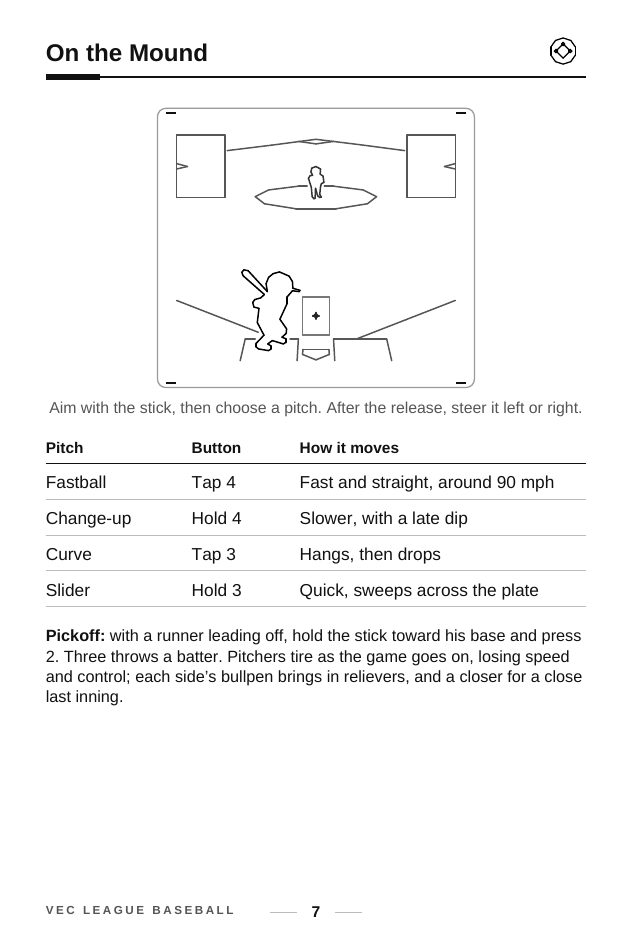 On the Mound
Aim with the stick, then choose a pitch. After the release, steer it left or right.
Pitch Button How it moves
Fastball Tap 4 Fast and straight, around 90 mph
Change-up Hold 4 Slower, with a late dip
Curve Tap 3 Hangs, then drops
Slider Hold 3 Quick, sweeps across the plate
Pickoff: with a runner leading off, hold the stick toward his base and press
2. Three throws a batter. Pitchers tire as the game goes on, losing speed
and control; each side’s bullpen brings in relievers, and a closer for a close
last inning.
VEC LEAGUE BASEBALL 7